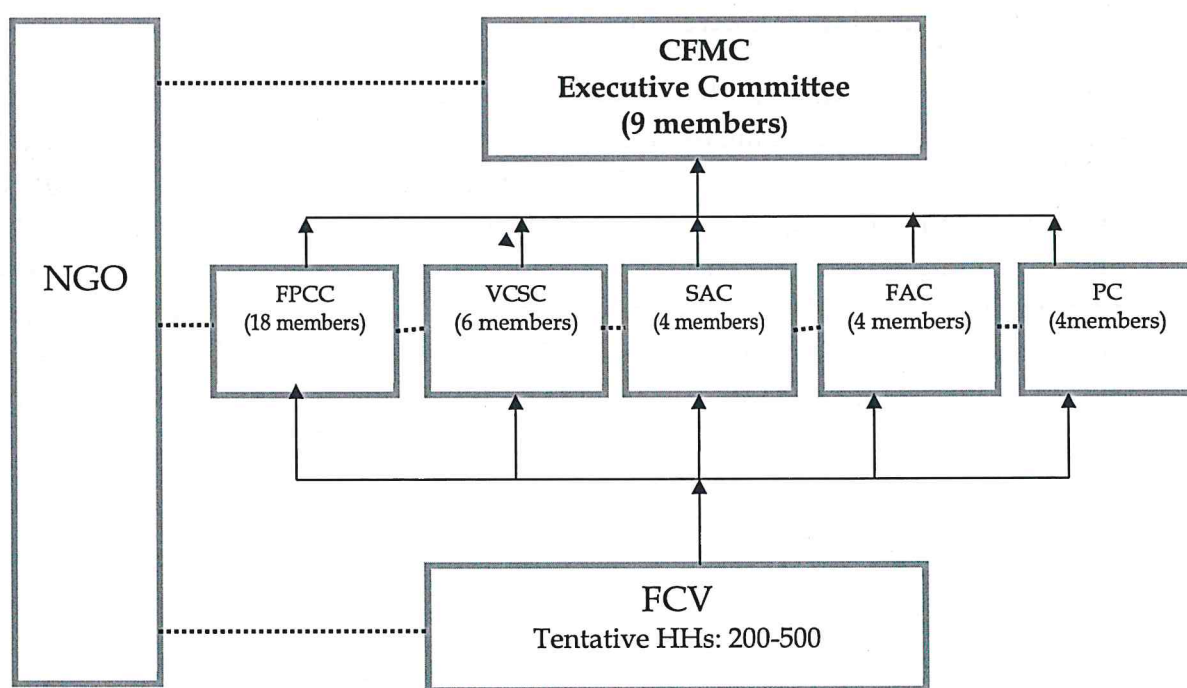 CFMC
Executive Committee
(9 members)
NGO
FPCC
(18 members)
VCSC
(6 members)
SAC
(4 members)
FAC
(4 members)
PC
(4members)
FCV
Tentative HHs: 200-500